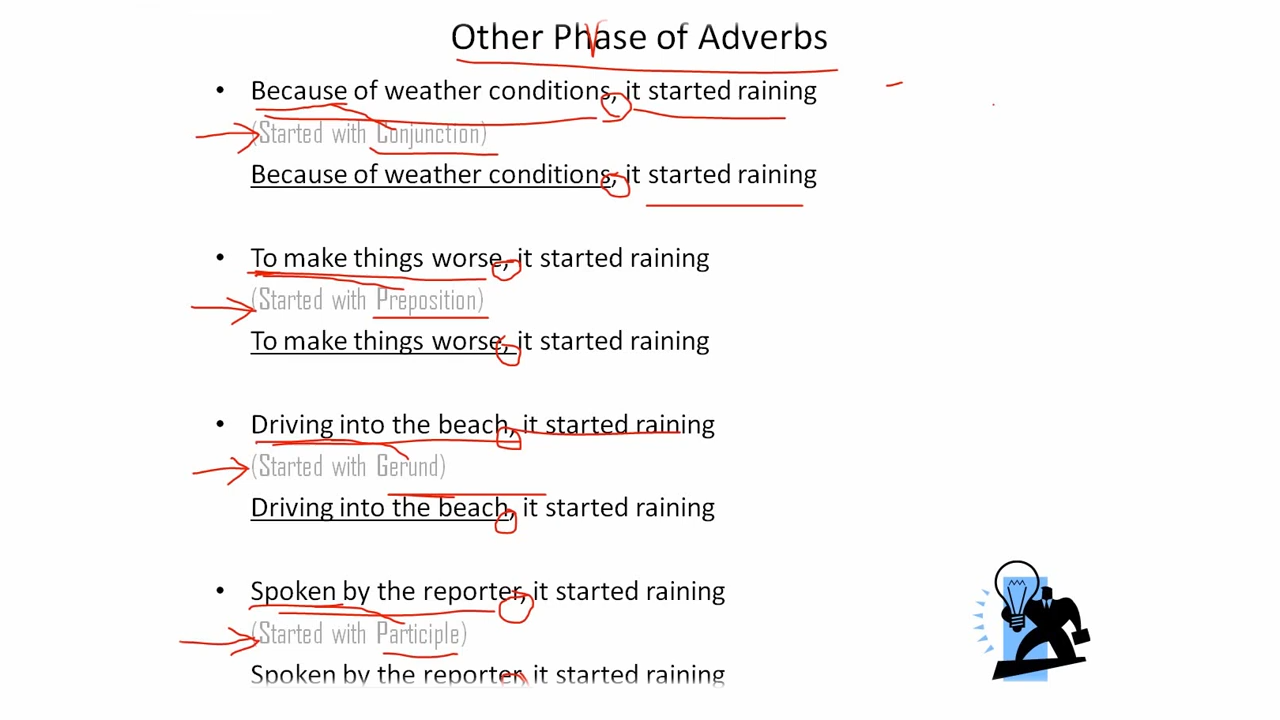 Other Phase of Adverbs
• Because of weather conditions, it started raining
(Started with Conjunction)
Because of weather conditions, it started raining
• To make things worse, it started raining
(Started with Preposition)
To make things worse, it started raining
• Driving into the beach, it started raining
(Started with Gerund)
Driving into the beach, it started raining
• Spoken by the reporter, it started raining
(Started with Participle)
Spoken by the reporter, it started raining